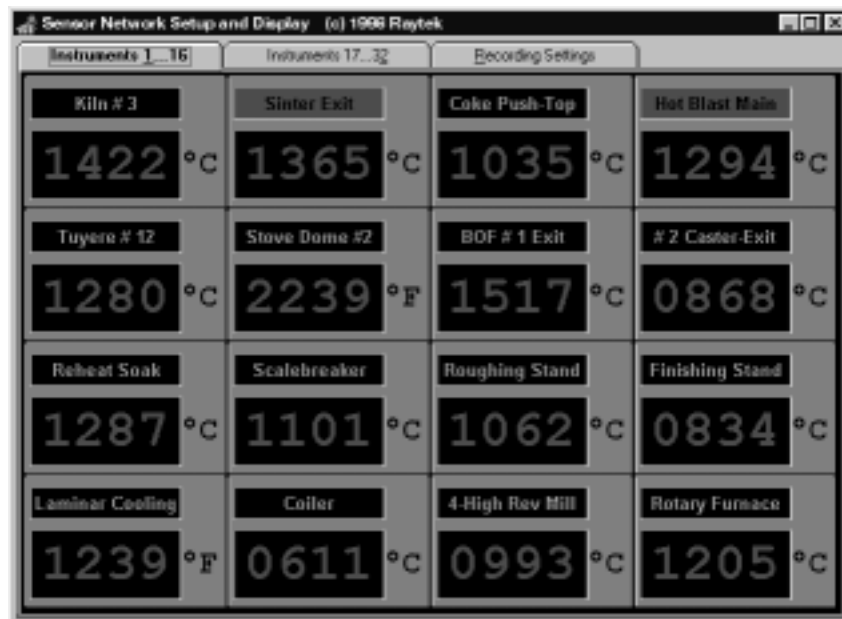 Sensor Network Setup and Display (c) 1996 Raytek
Instruments 1...16 Instruments 17...32 Recording Settings
Kiln # 3 Sinter Exit Coke Push-Top Hot Blast Main
1422 °C 1365 °C 1035 °C 1294 °C
Tuyere # 12 Stove Dome #2 BOF # 1 Exit # 2 Caster-Exit
1280 °C 2239 °F 1517 °C 0868 °C
Reheat Soak Scalebreaker Roughing Stand Finishing Stand
1287 °C 1101 °C 1062 °C 0834 °C
Laminar Cooling Coiler 4-High Rev Mill Rotary Furnace
1239 °F 0611 °C 0993 °C 1205 °C